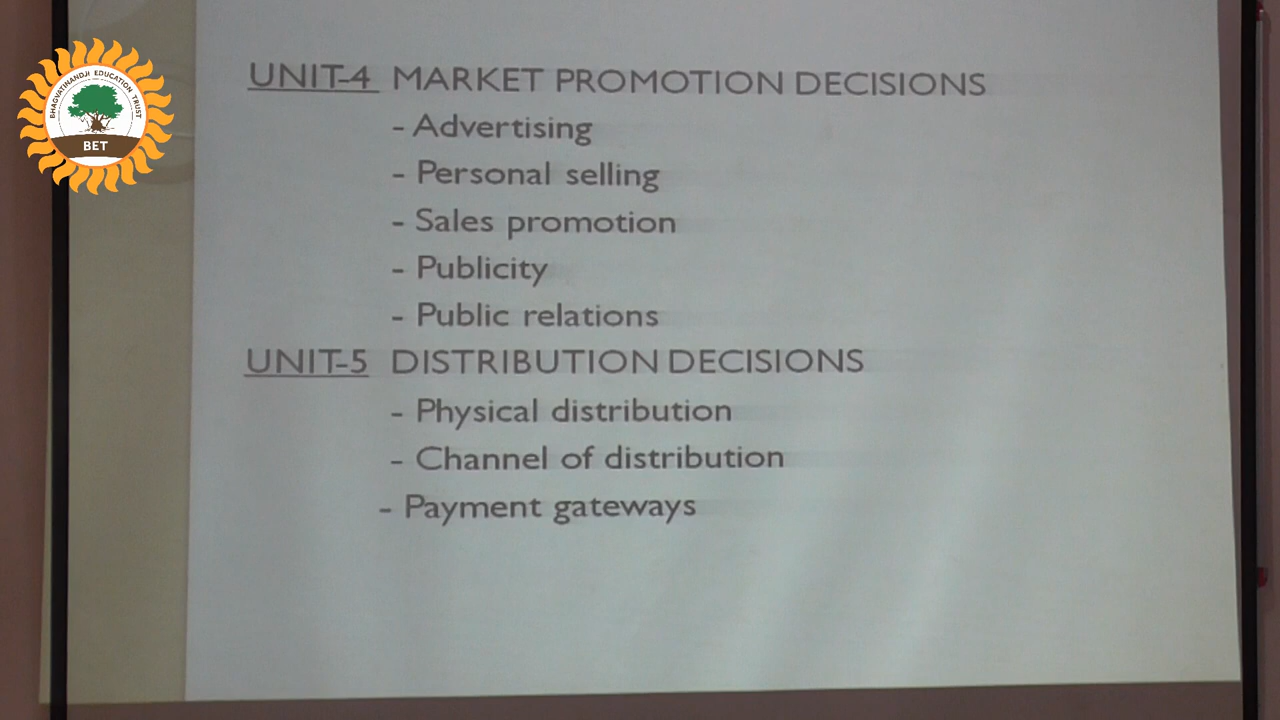 BHAGVATINANDJI EDUCATION TRUST
BET
UNIT-4 MARKET PROMOTION DECISIONS
- Advertising
- Personal selling
- Sales promotion
- Publicity
- Public relations
UNIT-5 DISTRIBUTION DECISIONS
- Physical distribution
- Channel of distribution
- Payment gateways